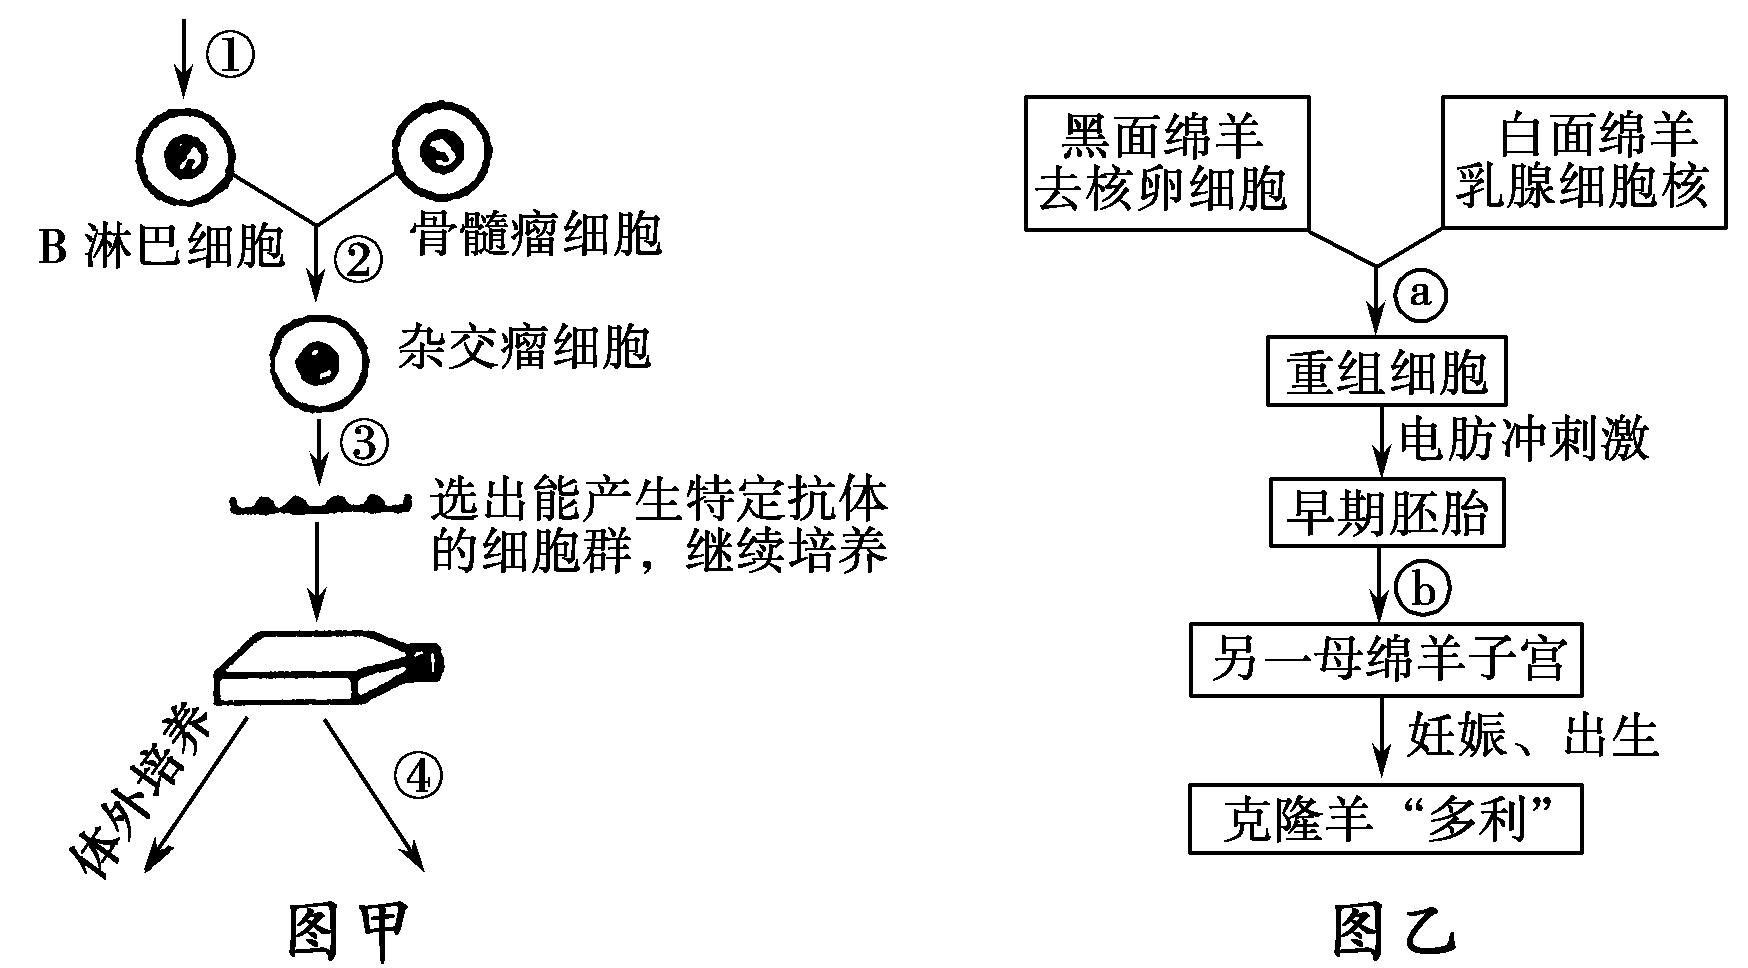 ①
B 淋巴细胞
骨髓瘤细胞
②
杂交瘤细胞
③
选出能产生特定抗体
的细胞群，继续培养
体外培养
④
图甲
黑面绵羊
去核卵细胞
白面绵羊
乳腺细胞核
ⓐ
重组细胞
电肪冲刺激
早期胚胎
ⓑ
另一母绵羊子宫
妊娠、出生
克隆羊“多利”
图乙